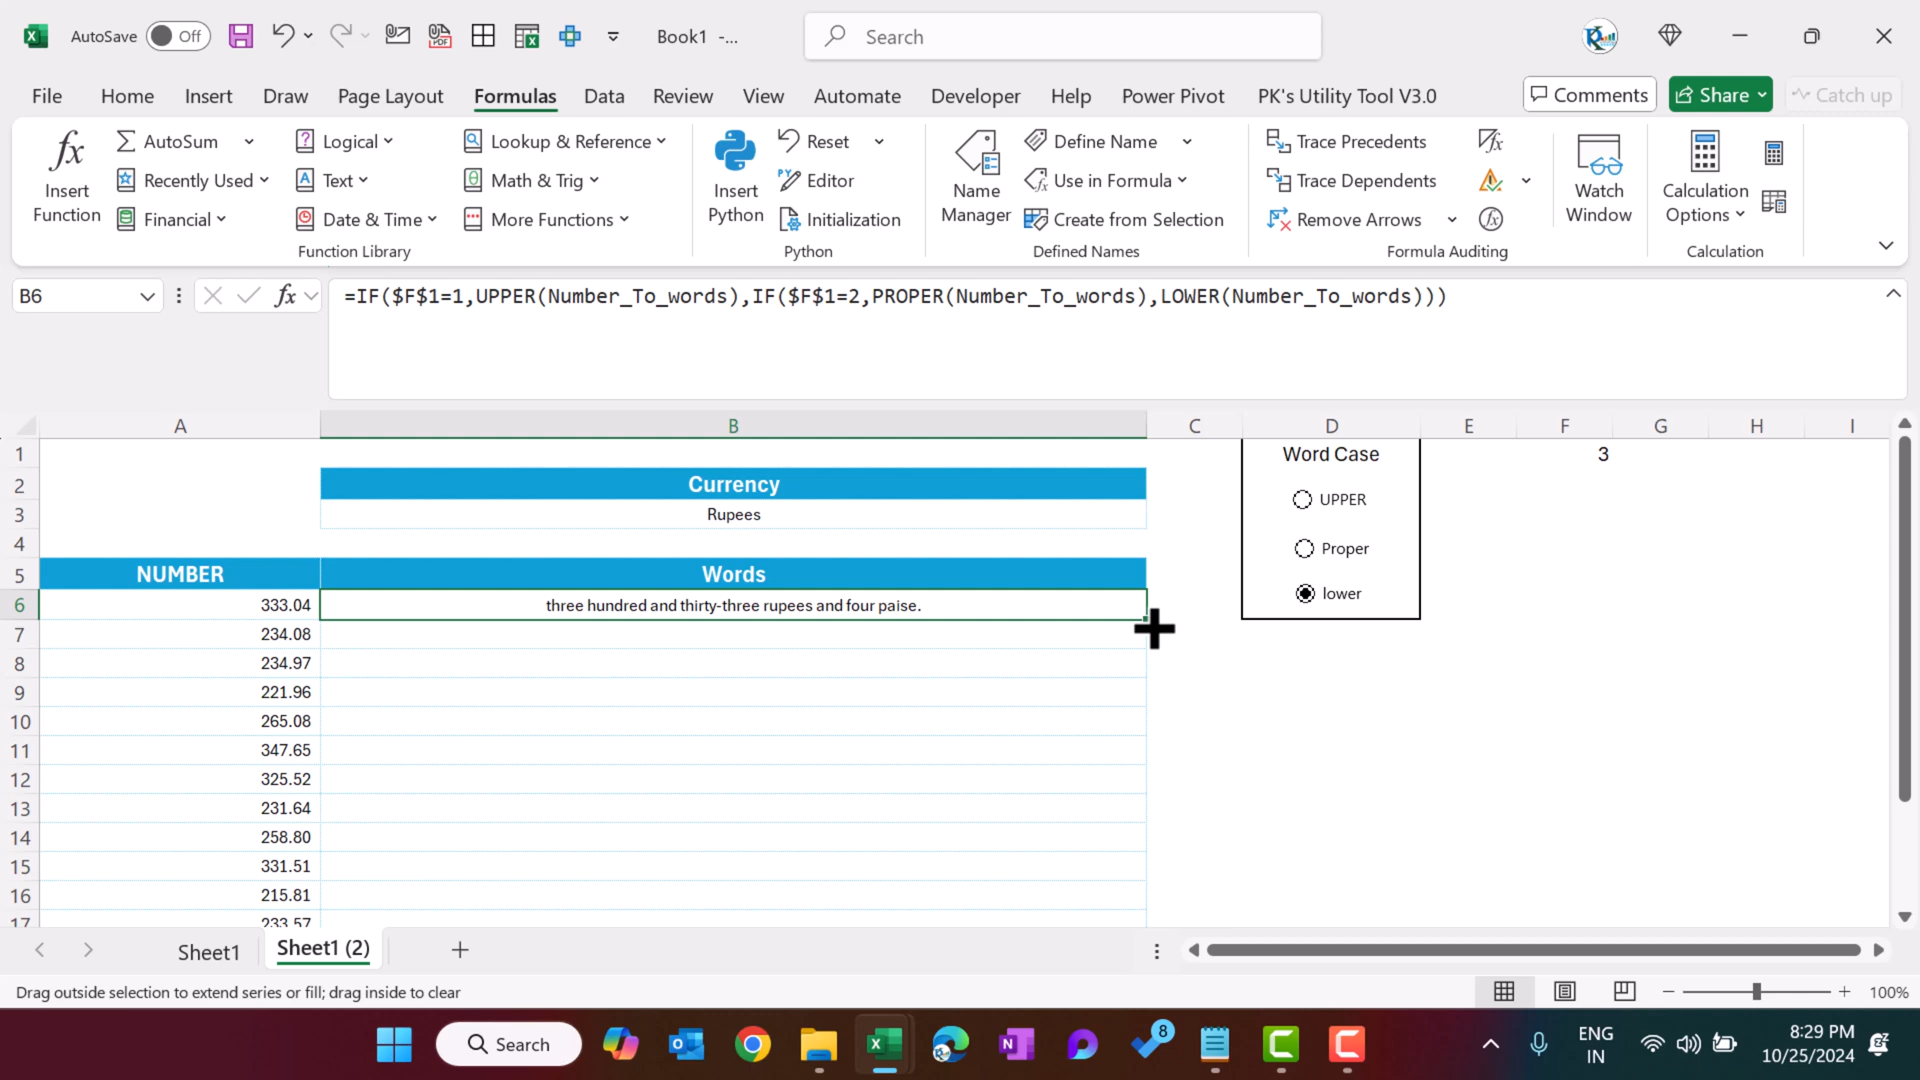 AutoSave Off Book1 -... Search
File Home Insert Draw Page Layout Formulas Data Review View Automate Developer Help Power Pivot PK's Utility Tool V3.0 Comments Share Catch up
Insert Function
AutoSum
Recently Used
Financial
Logical
Text
Date & Time
Lookup & Reference
Math & Trig
More Functions
Function Library
Insert Python
Reset
Editor
Initialization
Python
Name Manager
Define Name
Use in Formula
Create from Selection
Defined Names
Trace Precedents
Trace Dependents
Remove Arrows
Formula Auditing
Watch Window
Calculation Options
Calculation
B6 fx =IF($F$1=1,UPPER(Number_To_words),IF($F$1=2,PROPER(Number_To_words),LOWER(Number_To_words)))
A B C D E F G H I
1 Word Case 3
2 Currency
UPPER
3 Rupees
4 Proper
5 NUMBER Words
lower
6 333.04 three hundred and thirty-three rupees and four paise.
7 234.08
8 234.97
9 221.96
10 265.08
11 347.65
12 325.52
13 231.64
14 258.80
15 331.51
16 215.81
17 233.57
Sheet1 Sheet1 (2)
Drag outside selection to extend series or fill; drag inside to clear 100%
Search 8 ENG IN 8:29 PM 10/25/2024